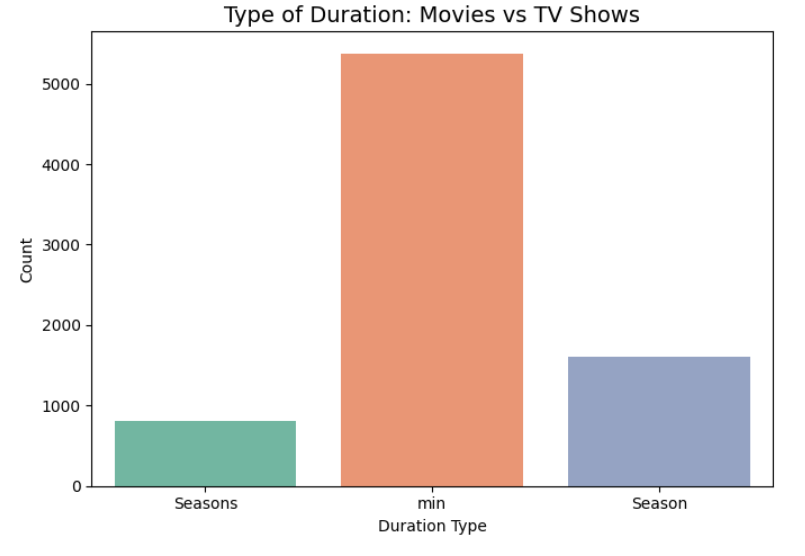 Type of Duration: Movies vs TV Shows
Count
5000
4000
3000
2000
1000
0
Seasons min Season
Duration Type